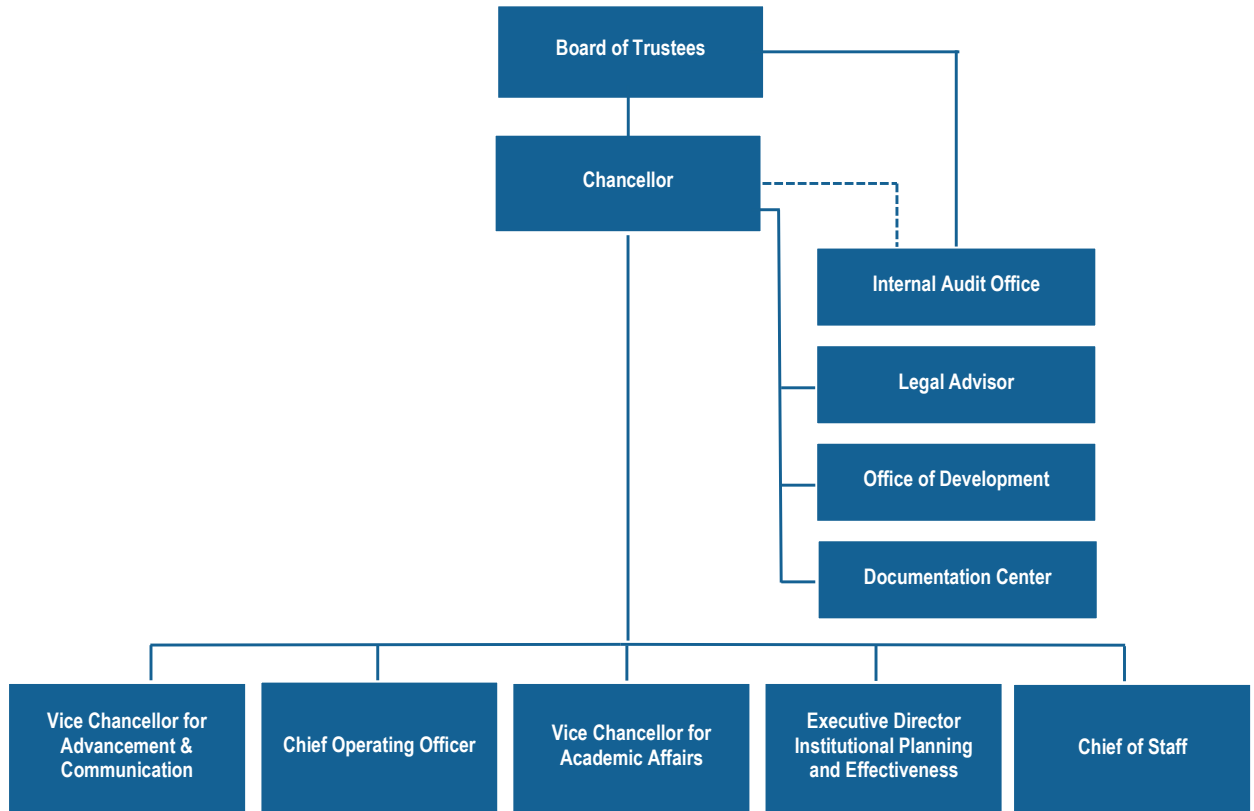 Board of Trustees
Chancellor
Internal Audit Office
Legal Advisor
Office of Development
Documentation Center
Vice Chancellor for
Advancement &
Communication
Chief Operating Officer
Vice Chancellor for
Academic Affairs
Executive Director
Institutional Planning
and Effectiveness
Chief of Staff